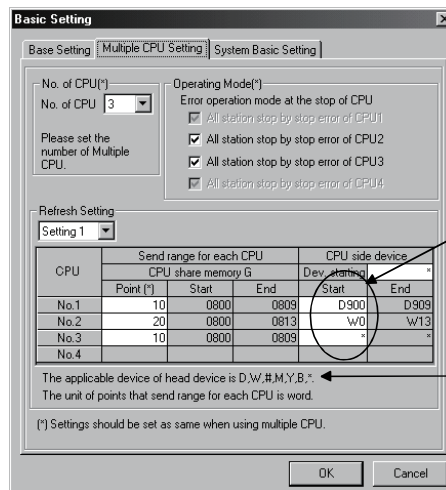 Basic Setting
Base Setting Multiple CPU Setting System Basic Setting
No. of CPU(*)
No. of CPU 3
Please set the
number of Multiple
CPU.
Operating Mode(*)
Error operation mode at the stop of CPU
All station stop by stop error of CPU1
All station stop by stop error of CPU2
All station stop by stop error of CPU3
All station stop by stop error of CPU4
Refresh Setting
Setting 1
CPU Send range for each CPU CPU side device
CPU share memory G Dev. starting *
Point (*) Start End Start End
No.1 10 0800 0809 D900 D909
No.2 20 0800 0813 W0 W13
No.3 10 0800 0809 * *
No.4
The applicable device of head device is D,W,#,M,Y,B,*.
The unit of points that send range for each CPU is word.
(*) Settings should be set as same when using multiple CPU.
OK Cancel